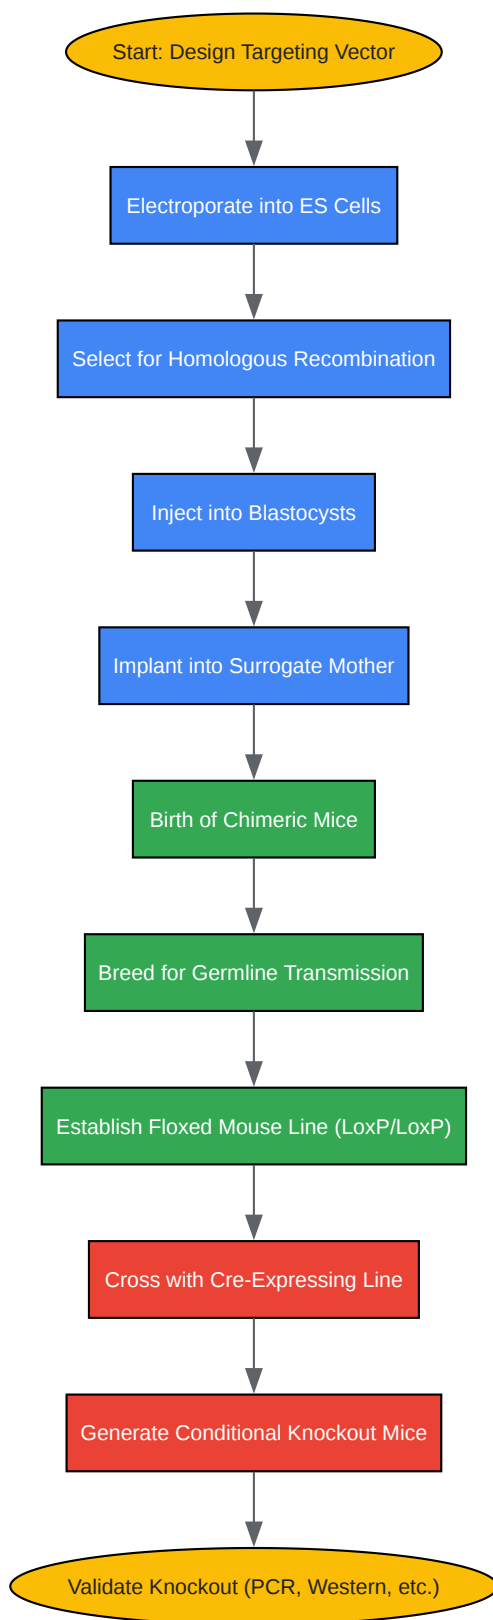 Start: Design Targeting Vector
Electroporate into ES Cells
Select for Homologous Recombination
Inject into Blastocysts
Implant into Surrogate Mother
Birth of Chimeric Mice
Breed for Germline Transmission
Establish Floxed Mouse Line (LoxP/LoxP)
Cross with Cre-Expressing Line
Generate Conditional Knockout Mice
Validate Knockout (PCR, Western, etc.)